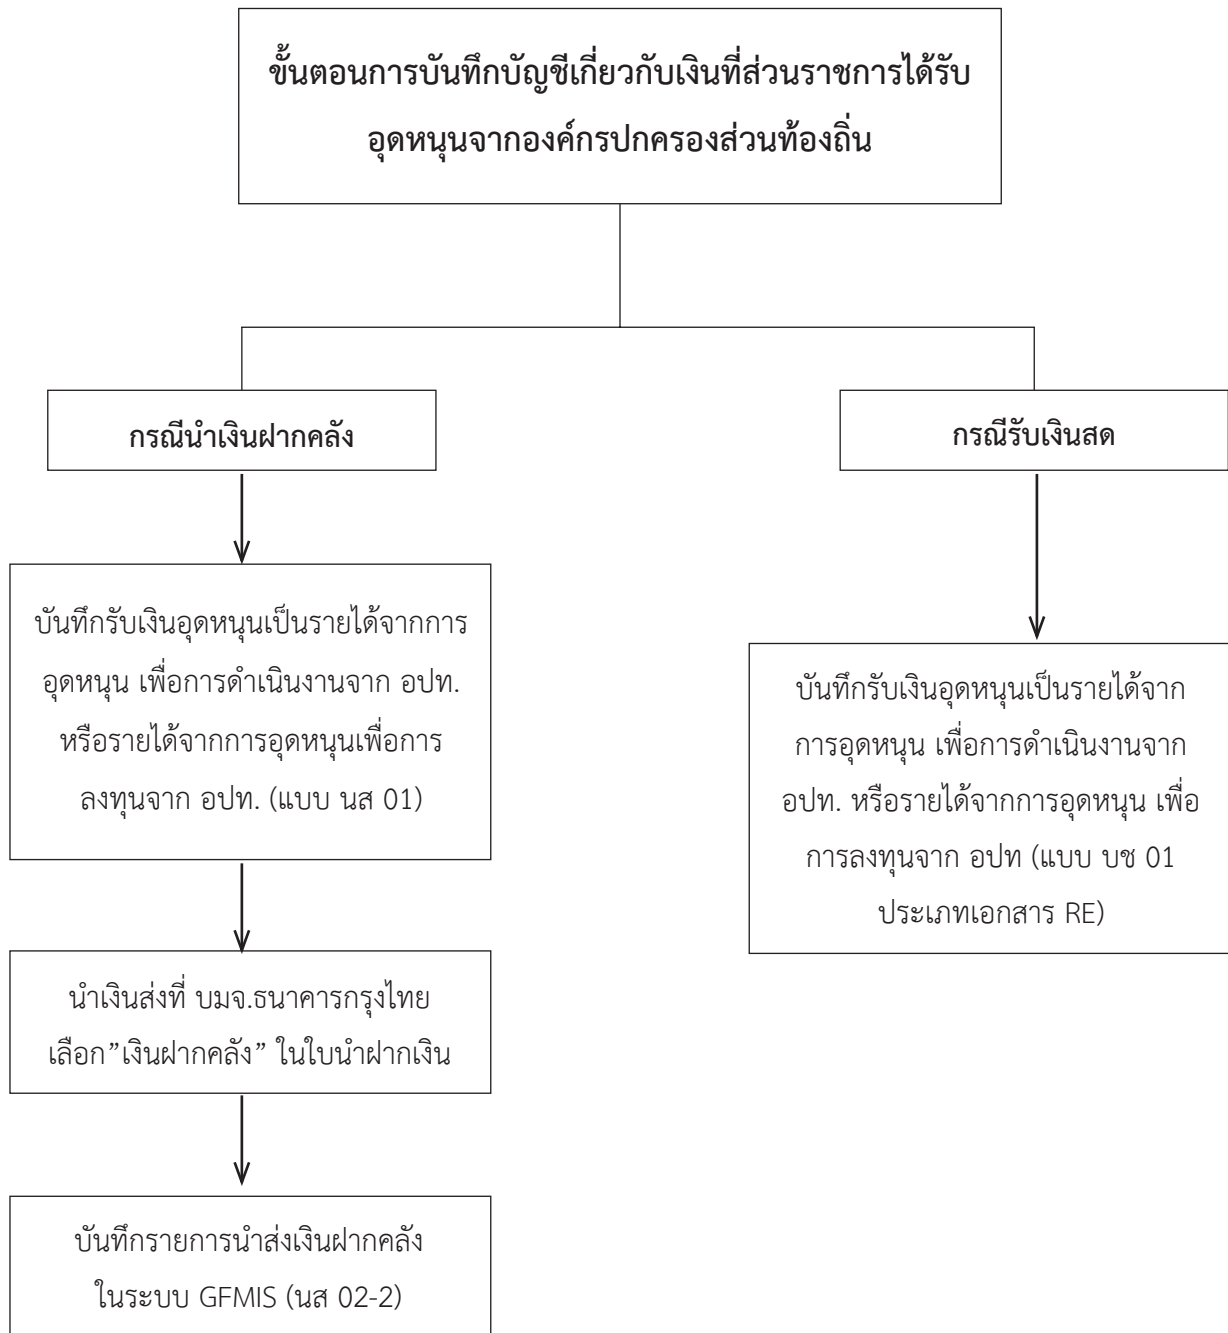 ขั้นตอนการบันทึกบัญชีเกี่ยวกับเงินที่ส่วนราชการได้รับ
อุดหนุนจากองค์กรปกครองส่วนท้องถิ่น
กรณีนำเงินฝากคลัง
บันทึกรับเงินอุดหนุนเป็นรายได้จากการ
อุดหนุน เพื่อการดำเนินงานจาก อปท.
หรือรายได้จากการอุดหนุนเพื่อการ
ลงทุนจาก อปท. (แบบ นส 01)
นำเงินส่งที่ บมจ.ธนาคารกรุงไทย
เลือก”เงินฝากคลัง” ในใบนำฝากเงิน
บันทึกรายการนำส่งเงินฝากคลัง
ในระบบ GFMIS (นส 02-2)
กรณีรับเงินสด
บันทึกรับเงินอุดหนุนเป็นรายได้จาก
การอุดหนุน เพื่อการดำเนินงานจาก
อปท. หรือรายได้จากการอุดหนุน เพื่อ
การลงทุนจาก อปท (แบบ บช 01
ประเภทเอกสาร RE)